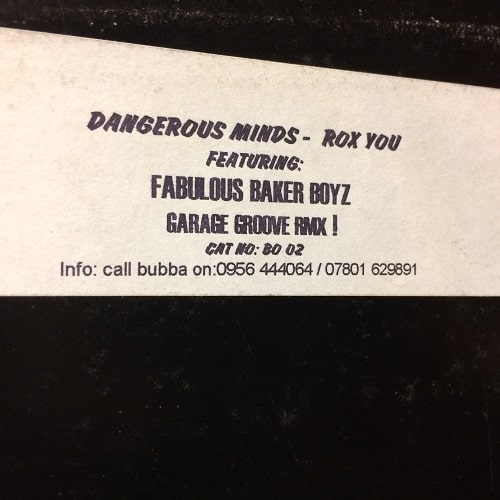 DANGEROUS MINDS - ROX YOU
FEATURING:
FABULOUS BAKER BOYZ
GARAGE GROOVE RMX !
CAT NO: BO 02
Info: call bubba on:0956 444064 / 07801 629891